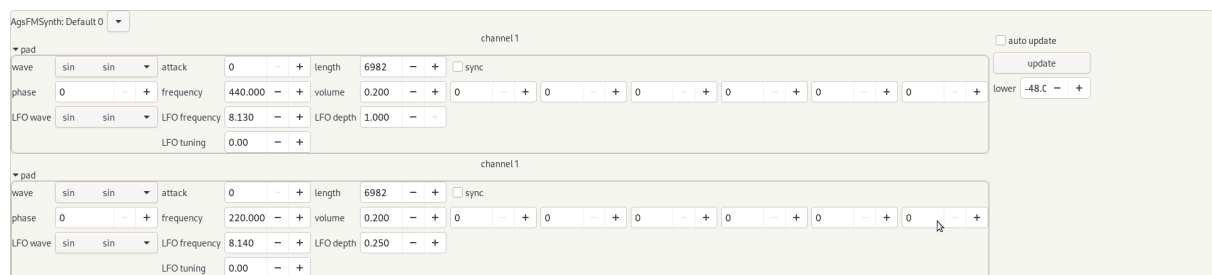 AgsFMSynth: Default 0
channel 1
auto update
pad
update
wave sin sin attack 0 - + length 6982 - + sync
phase 0 - + frequency 440.000 - + volume 0.200 - + 0 - + 0 - + 0 - + 0 - + 0 - + 0 - + lower -48.0 - +
LFO wave sin sin LFO frequency 8.130 - + LFO depth 1.000 - +
LFO tuning 0.00 - +
channel 1
pad
wave sin sin attack 0 - + length 6982 - + sync
phase 0 - + frequency 220.000 - + volume 0.200 - + 0 - + 0 - + 0 - + 0 - + 0 - + 0 - +
LFO wave sin sin LFO frequency 8.140 - + LFO depth 0.250 - +
LFO tuning 0.00 - +